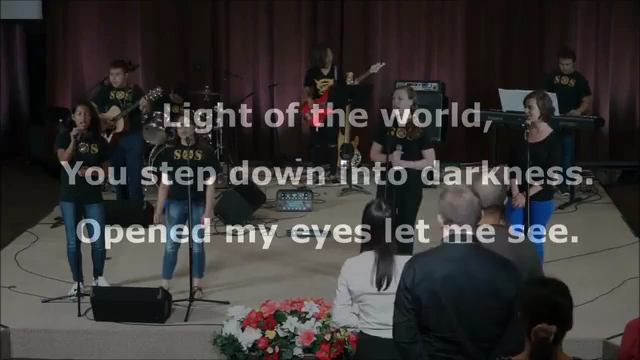 Light of the world,
You step down into darkness.
Opened my eyes let me see.